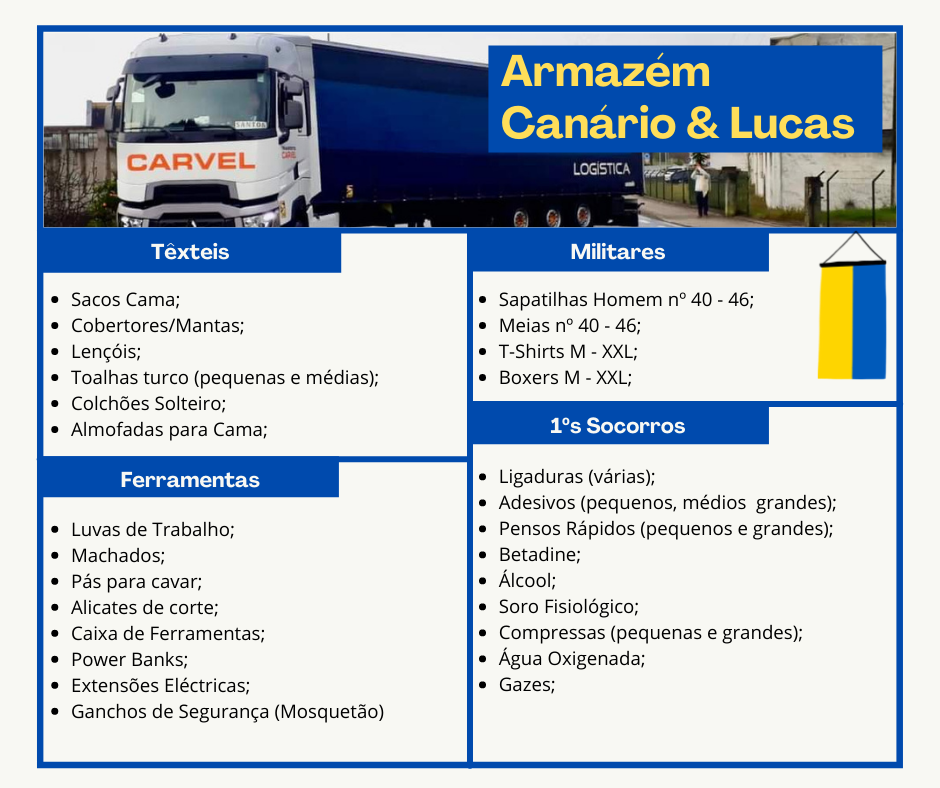 Armazém
Canário & Lucas
SANTOS
CARVEL
CARVEL
LOGÍSTICA
Têxteis
• Sacos Cama;
• Cobertores/Mantas;
• Lençóis;
• Toalhas turco (pequenas e médias);
• Colchões Solteiro;
• Almofadas para Cama;
Ferramentas
• Luvas de Trabalho;
• Machados;
• Pás para cavar;
• Alicates de corte;
• Caixa de Ferramentas;
• Power Banks;
• Extensões Eléctricas;
• Ganchos de Segurança (Mosquetão)
Militares
• Sapatilhas Homem nº 40 - 46;
• Meias nº 40 - 46;
• T-Shirts M - XXL;
• Boxers M - XXL;
1ºs Socorros
• Ligaduras (várias);
• Adesivos (pequenos, médios  grandes);
• Pensos Rápidos (pequenos e grandes);
• Betadine;
• Álcool;
• Soro Fisiológico;
• Compressas (pequenas e grandes);
• Água Oxigenada;
• Gazes;